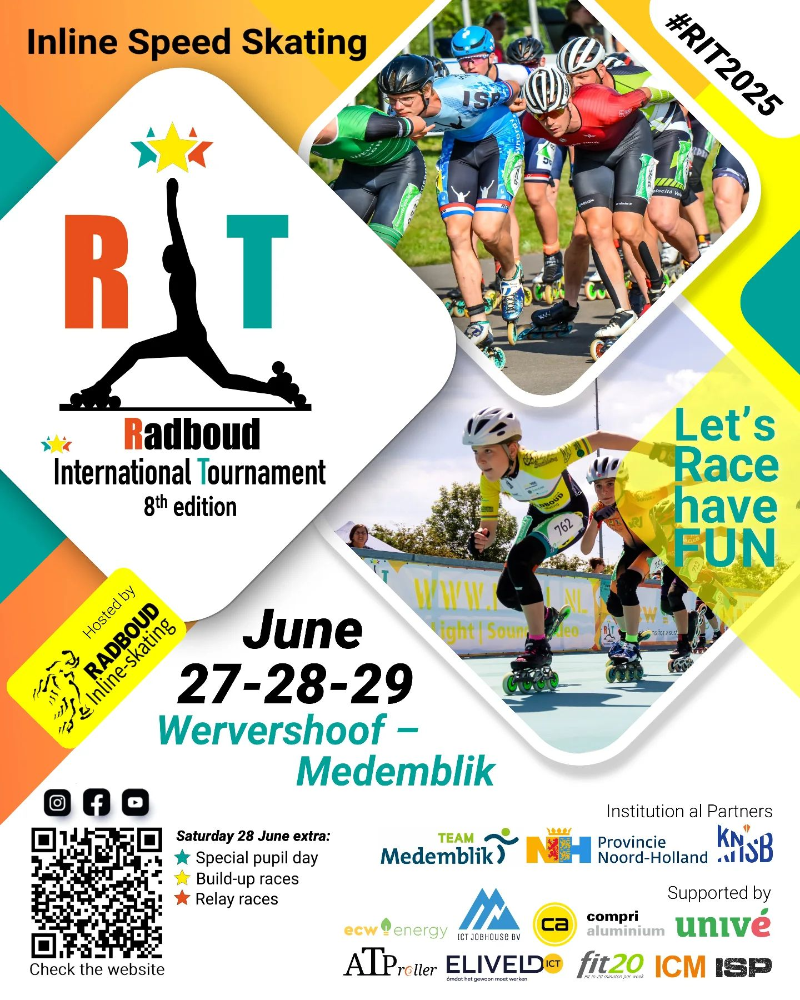 Inline Speed Skating
#RIT2025
ISP
R T
Radboud
International Tournament
8th edition
Let's
Race
have
FUN
762
Hosted by
RADBOUD
Inline-skating
June
27-28-29
Wervershoof –
Medemblik
Saturday 28 June extra:
Special pupil day
Build-up races
Relay races
Check the website
Institution al Partners
TEAM
Medemblik
NH
Provincie
Noord-Holland
KNSB
Supported by
ecw energy
ICT JOBHOUSE BV
ca
compri
aluminium
univé
ATProller
ELIVELD ICT
ómdat het gewoon moet werken
fit20
Fit in 20 minuten per week
ICM
ISP